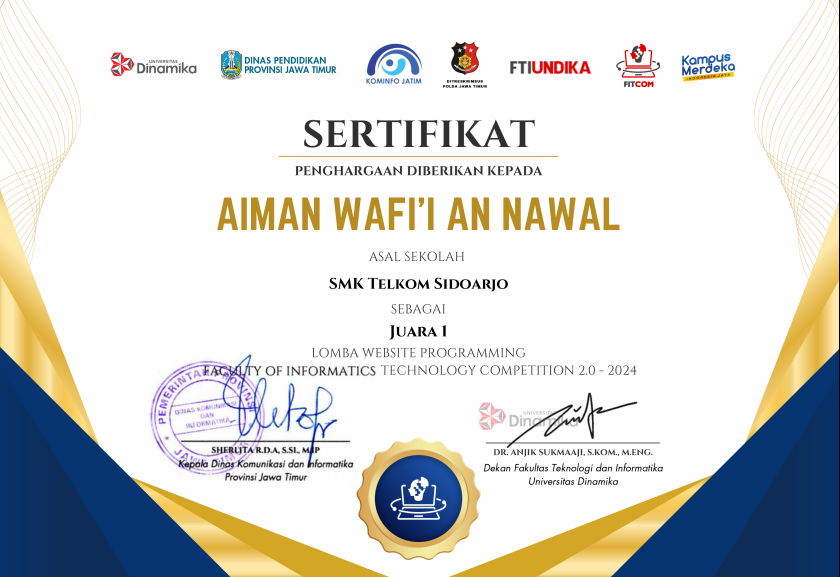 UNIVERSITAS
Dinamika
DINAS PENDIDIKAN
PROVINSI JAWA TIMUR
KOMINFO JATIM
DITRESKRIMSUS
POLDA JAWA TIMUR
FTIUNDIKA
FITCOM
Kampus
Merdeka
INDONESIA JAYA
SERTIFIKAT
PENGHARGAAN DIBERIKAN KEPADA
AIMAN WAFI'I AN NAWAL
ASAL SEKOLAH
SMK TELKOM SIDOARJO
SEBAGAI
JUARA 1
LOMBA WEBSITE PROGRAMMING
FACULTY OF INFORMATICS TECHNOLOGY COMPETITION 2.0 - 2024
PEMERINTAH PROVINSI
DINAS KOMUNIKASI
DAN
INFORMATIKA
JAWA TIMUR
SHERLITA R.D.A, S.SI., M.IP
Kepala Dinas Komunikasi dan Informatika
Provinsi Jawa Timur
UNIVERSITAS
Dinamika
DR. ANJIK SUKMAAJI, S.KOM., M.ENG.
Dekan Fakultas Teknologi dan Informatika
Universitas Dinamika